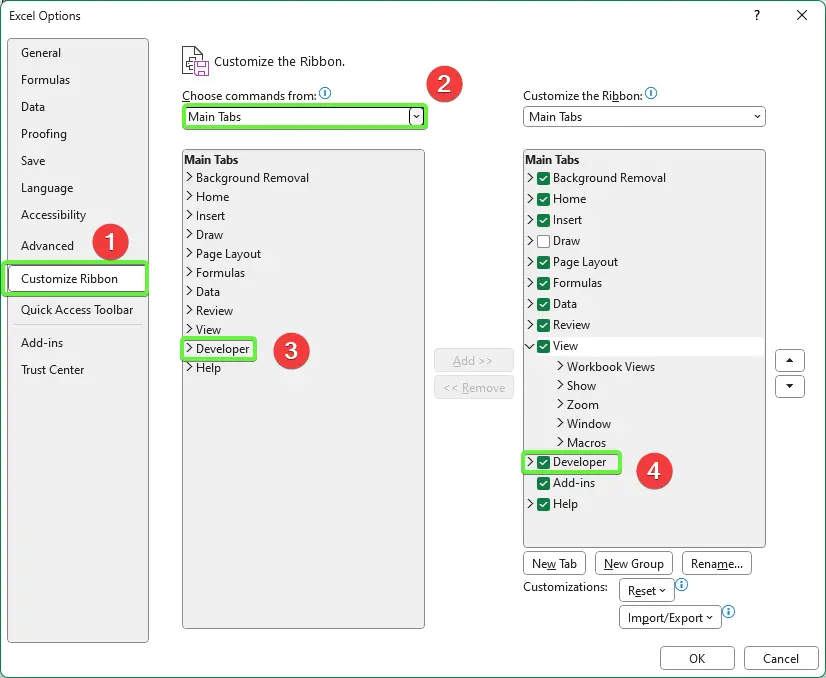 Excel Options
?
General
Formulas
Data
Proofing
Save
Language
Accessibility
Advanced
1
Customize Ribbon
Quick Access Toolbar
Add-ins
Trust Center
Customize the Ribbon.
Choose commands from:
2
Main Tabs
Main Tabs
Background Removal
Home
Insert
Draw
Page Layout
Formulas
Data
Review
View
Developer
3
Help
Add >>
<< Remove
Customize the Ribbon:
Main Tabs
Main Tabs
Background Removal
Home
Insert
Draw
Page Layout
Formulas
Data
Review
View
Workbook Views
Show
Zoom
Window
Macros
Developer
4
Add-ins
Help
New Tab
New Group
Rename...
Customizations:
Reset
Import/Export
OK
Cancel